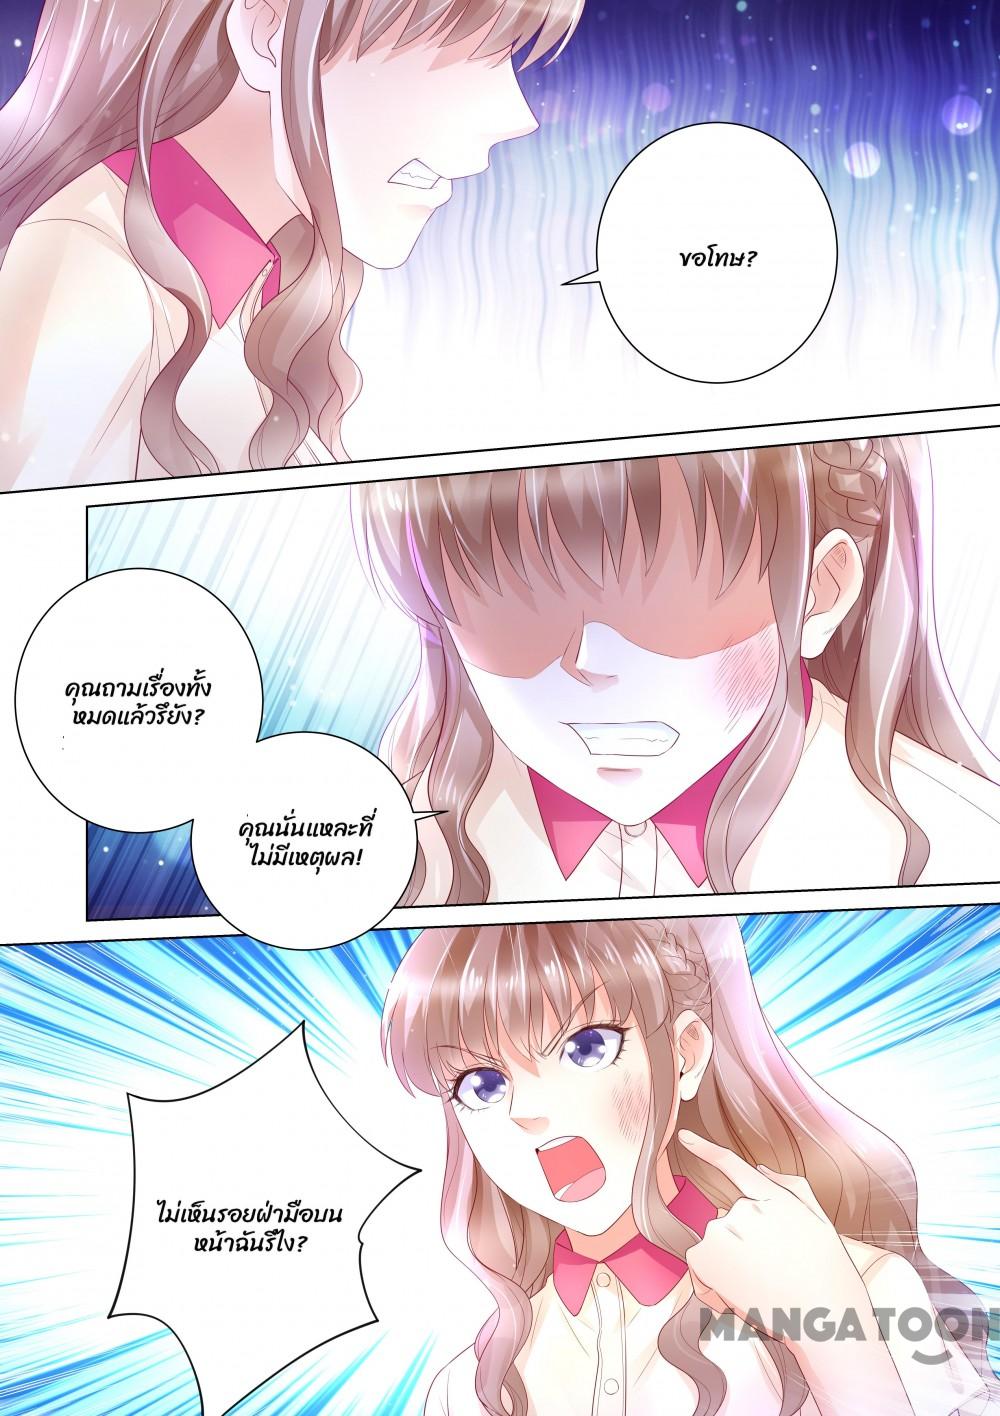 ขอโทษ?
คุณถามเรื่องทั้ง
หมดแล้วรึยัง?
คุณนั่นแหละที่
ไม่มีเหตุผล!
ไม่เห็นรอยฝ่ามือบน
หน้าฉันรึไง?
MANGATOON